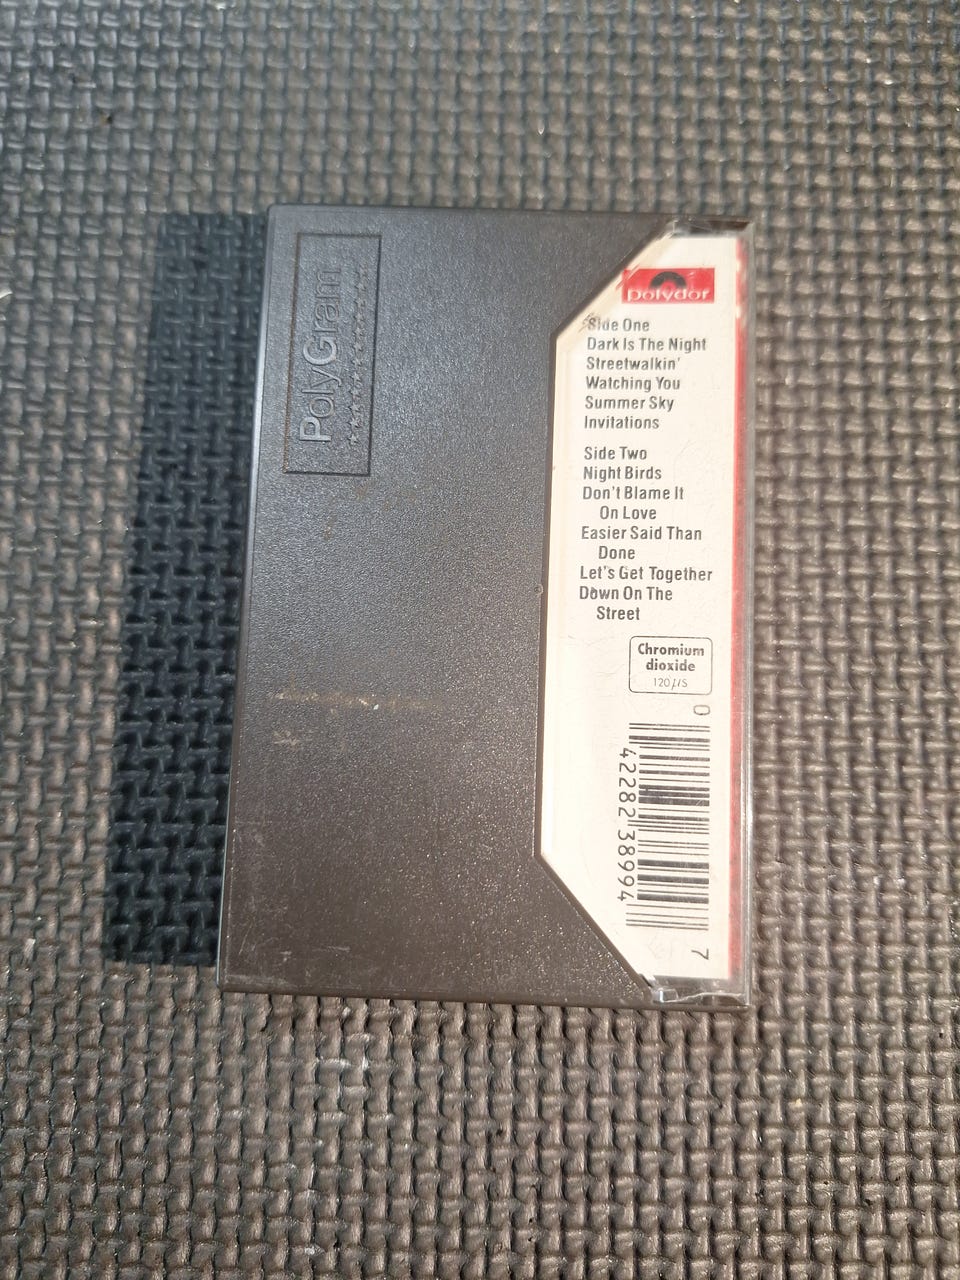 PolyGram
polydor
Side One
Dark Is The Night
Streetwalkin'
Watching You
Summer Sky
Invitations
Side Two
Night Birds
Don't Blame It
On Love
Easier Said Than
Done
Let's Get Together
Down On The
Street
Chromium
dioxide
120 μs
0 42282 38994 7